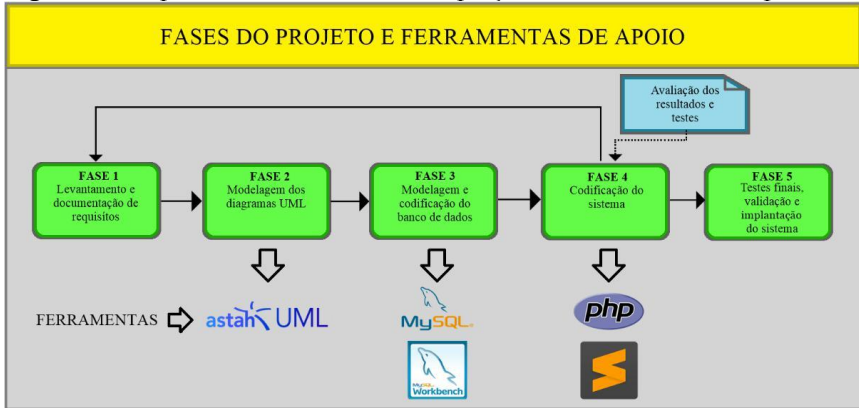 FASES DO PROJETO E FERRAMENTAS DE APOIO
Avaliação dos
resultados e
testes
FASE 1
Levantamento e
documentação de
requisitos
FASE 2
Modelagem dos
diagramas UML
FASE 3
Modelagem e
codificação do
banco de dados
FASE 4
Codificação do
sistema
FASE 5
Testes finais,
validação e
implantação
do sistema
FERRAMENTAS
astah UML
MySQL
MySQL
Workbench
php